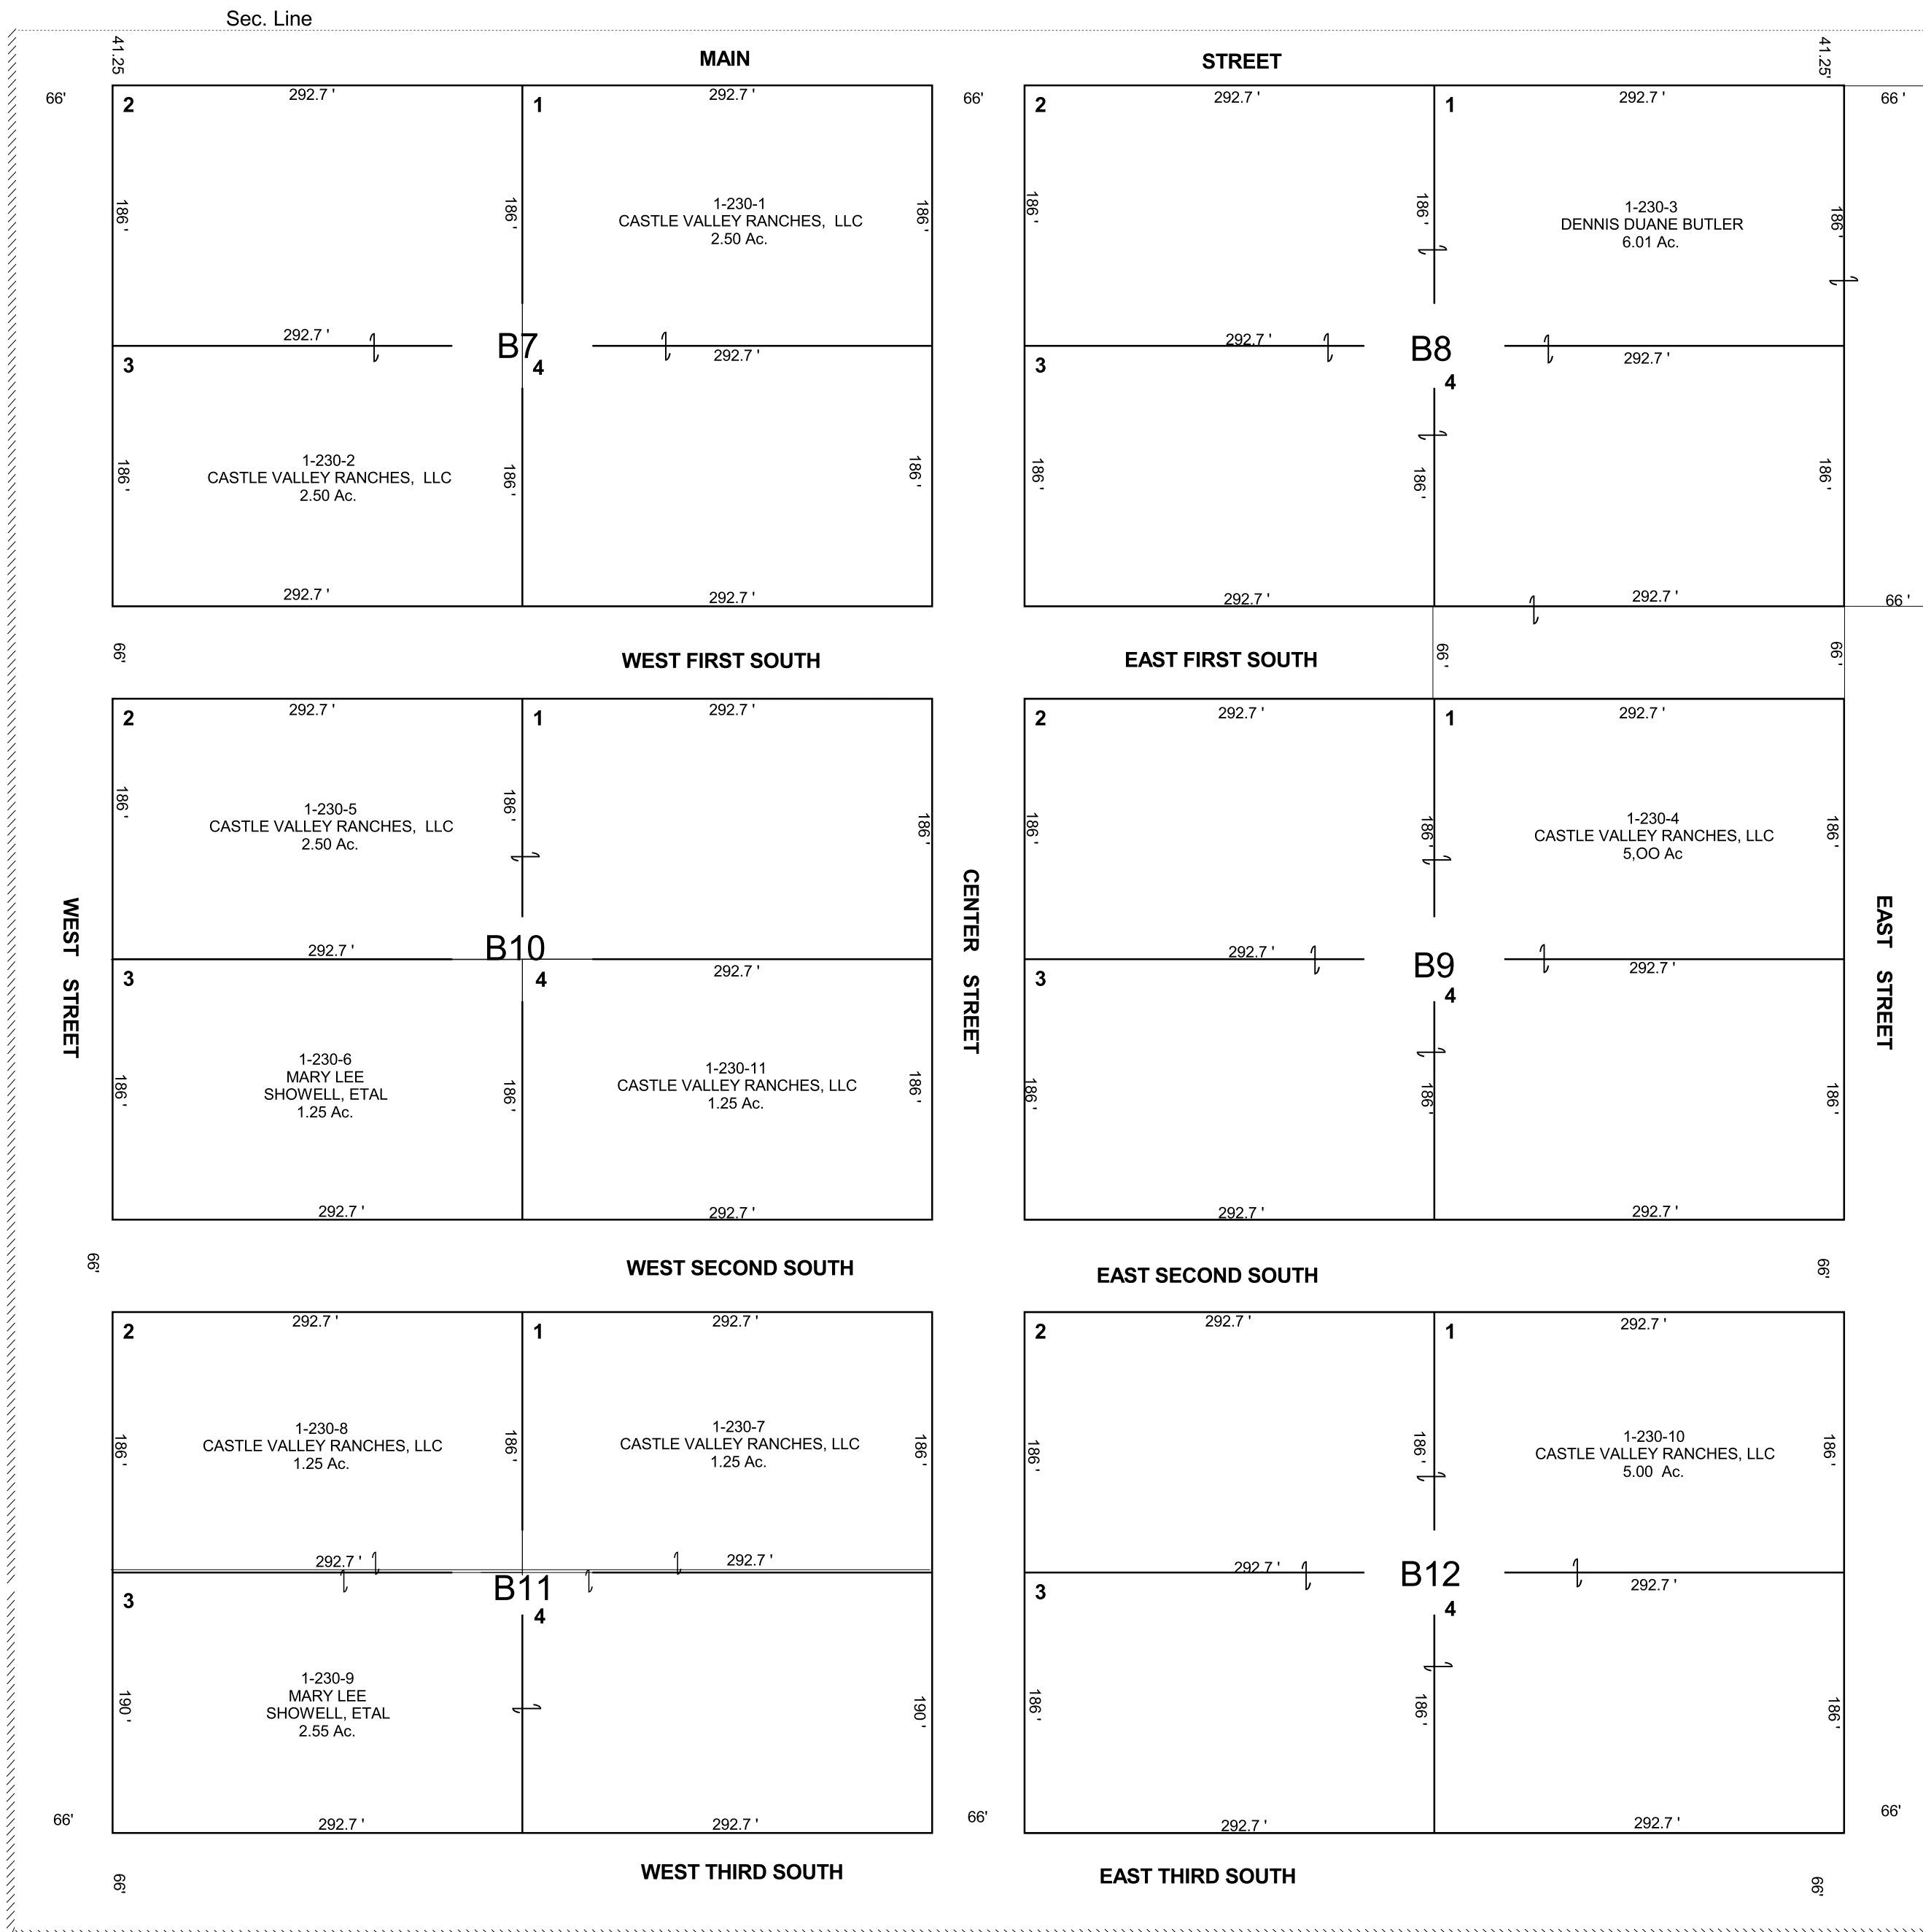 Sec. Line
41.25
MAIN STREET
41.25'
66'
66'
66 '
2
292.7 '
1
292.7 '
186 '
186 '
1-230-1
CASTLE VALLEY RANCHES, LLC
2.50 Ac.
186 '
292.7 '
B7
292.7 '
3
4
186 '
1-230-2
CASTLE VALLEY RANCHES, LLC
2.50 Ac.
186 '
186 '
292.7 '
292.7 '
2
292.7 '
1
292.7 '
186 '
186 '
1-230-3
DENNIS DUANE BUTLER
6.01 Ac.
186 '
292.7 '
B8
292.7 '
3
4
186 '
186 '
186 '
292.7 '
292.7 '
66 '
66'
WEST FIRST SOUTH
EAST FIRST SOUTH
66 '
66 '
2
292.7 '
1
292.7 '
186 '
1-230-5
CASTLE VALLEY RANCHES, LLC
2.50 Ac.
186 '
186 '
292.7 '
B10
292.7 '
3
4
186 '
1-230-6
MARY LEE
SHOWELL, ETAL
1.25 Ac.
186 '
1-230-11
CASTLE VALLEY RANCHES, LLC
1.25 Ac.
186 '
292.7 '
292.7 '
WEST STREET
CENTER STREET
EAST STREET
2
292.7 '
1
292.7 '
186 '
186 '
1-230-4
CASTLE VALLEY RANCHES, LLC
5,OO Ac
186 '
292.7 '
B9
292.7 '
3
4
186 '
186 '
186 '
292.7 '
292.7 '
66'
WEST SECOND SOUTH
EAST SECOND SOUTH
66'
2
292.7 '
1
292.7 '
186 '
1-230-8
CASTLE VALLEY RANCHES, LLC
1.25 Ac.
186 '
1-230-7
CASTLE VALLEY RANCHES, LLC
1.25 Ac.
186 '
292.7 '
292.7 '
B11
3
4
190 '
1-230-9
MARY LEE
SHOWELL, ETAL
2.55 Ac.
190 '
292.7 '
292.7 '
2
292.7 '
1
292.7 '
186 '
186 '
1-230-10
CASTLE VALLEY RANCHES, LLC
5.00 Ac.
186 '
292.7 '
B12
292.7 '
3
4
186 '
186 '
186 '
292.7 '
292.7 '
66'
66'
66'
66'
WEST THIRD SOUTH
EAST THIRD SOUTH
66'